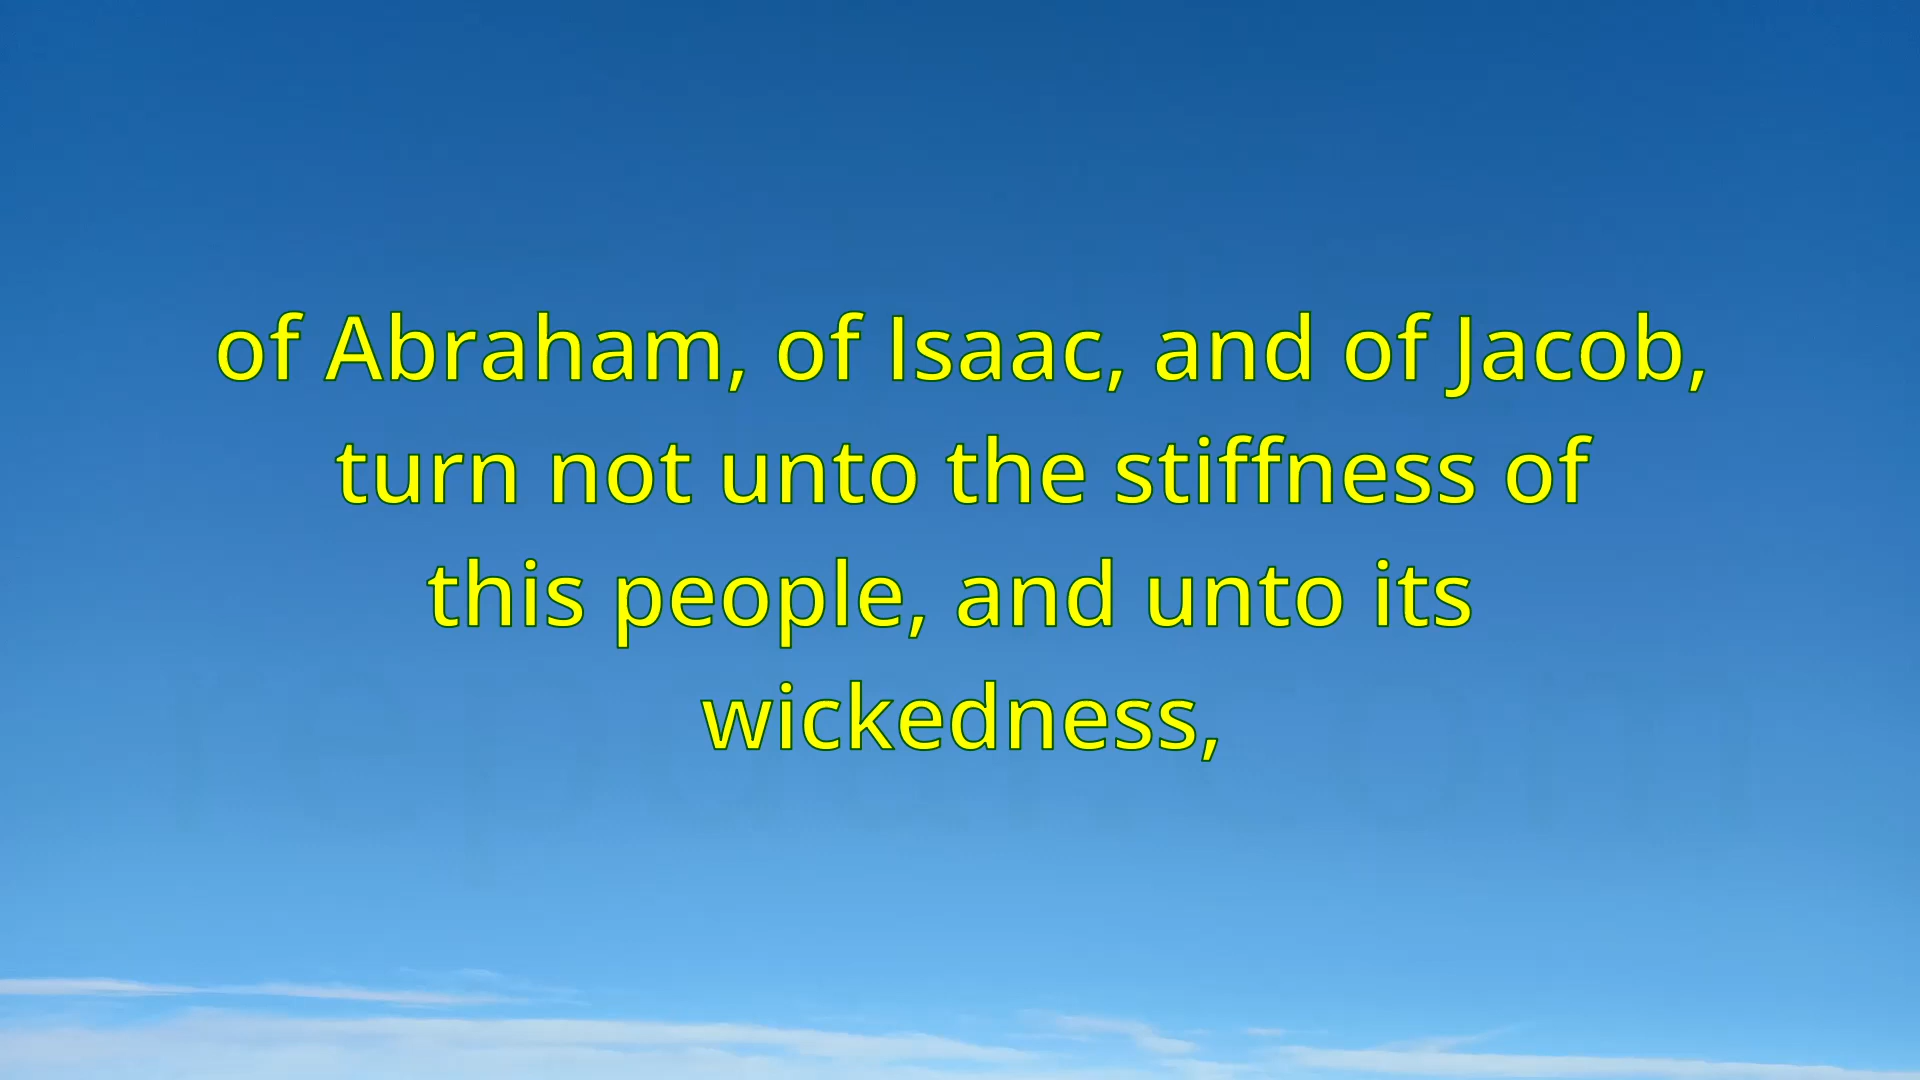 of Abraham, of Isaac, and of Jacob,
turn not unto the stiffness of
this people, and unto its
wickedness,